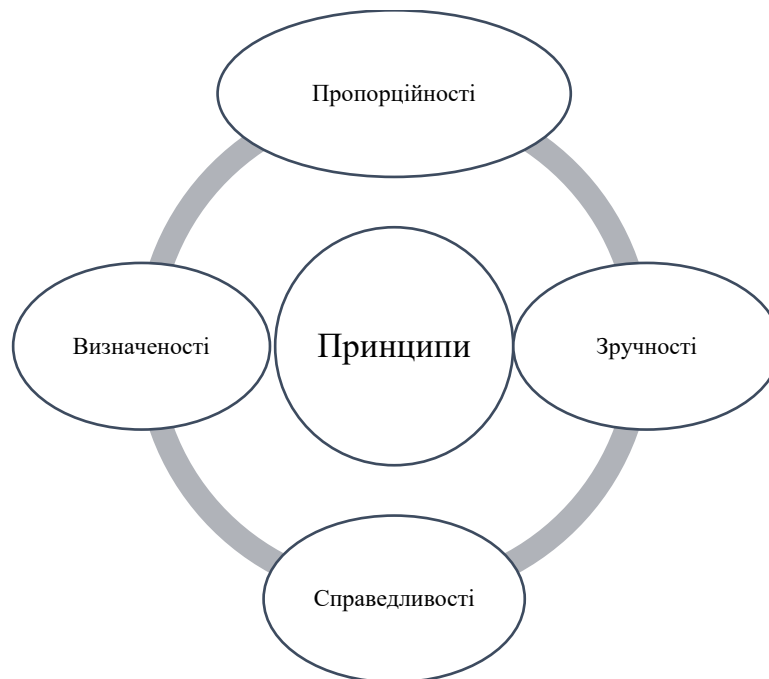 Пропорційності
Визначеності
Принципи
Зручності
Справедливості